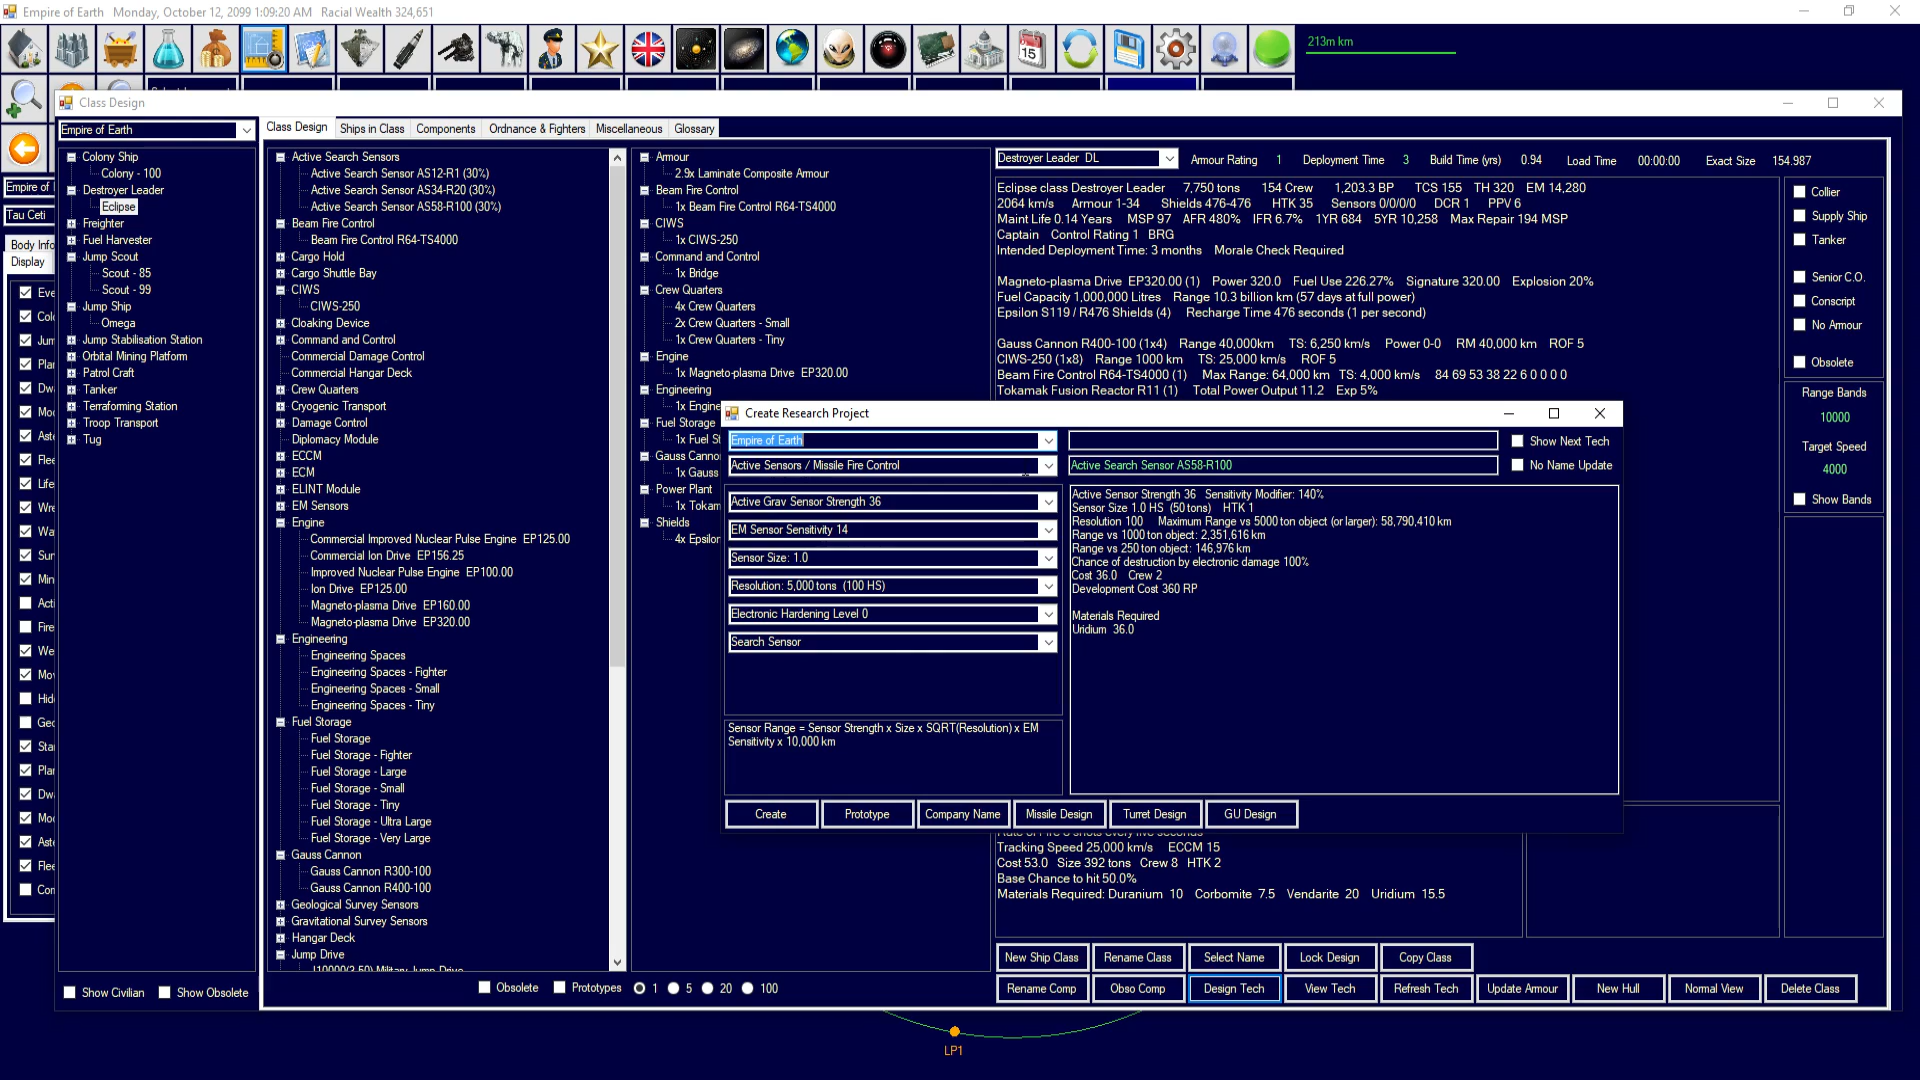 Empire of Earth   Monday, October 12, 2099 1:09:20 AM   Racial Wealth 324,651
15
213m km
Class Design
Empire of Earth
Class Design
Ships in Class
Components
Ordnance & Fighters
Miscellaneous
Glossary
Empire of
Tau Ceti
Body Info
Display
Colony Ship
Colony - 100
Destroyer Leader
Eclipse
Freighter
Fuel Harvester
Jump Scout
Scout - 85
Scout - 99
Jump Ship
Omega
Jump Stabilisation Station
Orbital Mining Platform
Patrol Craft
Tanker
Terraforming Station
Troop Transport
Tug
Show Civilian
Show Obsolete
Active Search Sensors
Active Search Sensor AS12-R1 (30%)
Active Search Sensor AS34-R20 (30%)
Active Search Sensor AS58-R100 (30%)
Beam Fire Control
Beam Fire Control R64-TS4000
Cargo Hold
Cargo Shuttle Bay
CIWS
CIWS-250
Cloaking Device
Command and Control
Commercial Damage Control
Commercial Hangar Deck
Crew Quarters
Cryogenic Transport
Damage Control
Diplomacy Module
ECCM
ECM
ELINT Module
EM Sensors
Engine
Commercial Improved Nuclear Pulse Engine  EP125.00
Commercial Ion Drive  EP156.25
Improved Nuclear Pulse Engine  EP100.00
Ion Drive  EP125.00
Magneto-plasma Drive  EP160.00
Magneto-plasma Drive  EP320.00
Engineering
Engineering Spaces
Engineering Spaces - Fighter
Engineering Spaces - Small
Engineering Spaces - Tiny
Fuel Storage
Fuel Storage
Fuel Storage - Fighter
Fuel Storage - Large
Fuel Storage - Small
Fuel Storage - Tiny
Fuel Storage - Ultra Large
Fuel Storage - Very Large
Gauss Cannon
Gauss Cannon R300-100
Gauss Cannon R400-100
Geological Survey Sensors
Gravitational Survey Sensors
Hangar Deck
Jump Drive
J10000(3.50) Military Jump Drive
Obsolete
Prototypes
1
5
20
100
Armour
2.9x Laminate Composite Armour
Beam Fire Control
1x Beam Fire Control R64-TS4000
CIWS
1x CIWS-250
Command and Control
1x Bridge
Crew Quarters
4x Crew Quarters
2x Crew Quarters - Small
1x Crew Quarters - Tiny
Engine
1x Magneto-plasma Drive  EP320.00
Engineering
1x Engine
Fuel Storage
1x Fuel St
Gauss Canno
1x Gauss
Power Plant
1x Tokam
Shields
4x Epsilor
Destroyer Leader  DL
Armour Rating   1
Deployment Time   3
Build Time (yrs)   0.94
Load Time   00:00:00
Exact Size   154.987
Eclipse class Destroyer Leader   7,750 tons   154 Crew   1,203.3 BP   TCS 155   TH 320   EM 14,280
2064 km/s   Armour 1-34   Shields 476-476   HTK 35   Sensors 0/0/0/0   DCR 1   PPV 6
Maint Life 0.14 Years   MSP 97   AFR 480%   IFR 6.7%   1YR 684   5YR 10,258   Max Repair 194 MSP
Captain   Control Rating 1   BRG
Intended Deployment Time: 3 months   Morale Check Required
Magneto-plasma Drive  EP320.00 (1)   Power 320.0   Fuel Use 226.27%   Signature 320.00   Explosion 20%
Fuel Capacity 1,000,000 Litres   Range 10.3 billion km (57 days at full power)
Epsilon S119 / R476 Shields (4)   Recharge Time 476 seconds (1 per second)
Gauss Cannon R400-100 (1x4)   Range 40,000km   TS: 6,250 km/s   Power 0-0   RM 40,000 km   ROF 5
CIWS-250 (1x8)   Range 1000 km   TS: 25,000 km/s   ROF 5
Beam Fire Control R64-TS4000 (1)   Max Range: 64,000 km   TS: 4,000 km/s   84 69 53 38 22 6 0 0 0 0
Tokamak Fusion Reactor R11 (1)   Total Power Output 11.2   Exp 5%
Collier
Supply Ship
Tanker
Senior C.O.
Conscript
No Armour
Obsolete
Range Bands
10000
Target Speed
4000
Show Bands
Create Research Project
Empire of Earth
Show Next Tech
Active Sensors / Missile Fire Control
Active Search Sensor AS58-R100
No Name Update
Active Grav Sensor Strength 36
EM Sensor Sensitivity 14
Sensor Size: 1.0
Resolution: 5,000 tons  (100 HS)
Electronic Hardening Level 0
Search Sensor
Active Sensor Strength 36   Sensitivity Modifier: 140%
Sensor Size 1.0 HS  (50 tons)   HTK 1
Resolution 100   Maximum Range vs 5000 ton object (or larger): 58,790,410 km
Range vs 1000 ton object: 2,351,616 km
Range vs 250 ton object: 146,976 km
Chance of destruction by electronic damage 100%
Cost 36.0   Crew 2
Development Cost 360 RP
Materials Required
Uridium  36.0
Sensor Range = Sensor Strength x Size x SQRT(Resolution) x EM
Sensitivity x 10,000 km
Create
Prototype
Company Name
Missile Design
Turret Design
GU Design
Rate of Fire 8 shots every five seconds
Tracking Speed 25,000 km/s   ECCM 15
Cost 53.0   Size 392 tons   Crew 8   HTK 2
Base Chance to hit 50.0%
Materials Required: Duranium  10   Corbomite  7.5   Vendarite  20   Uridium  15.5
New Ship Class
Rename Class
Select Name
Lock Design
Copy Class
Rename Comp
Obso Comp
Design Tech
View Tech
Refresh Tech
Update Armour
New Hull
Normal View
Delete Class
LP1